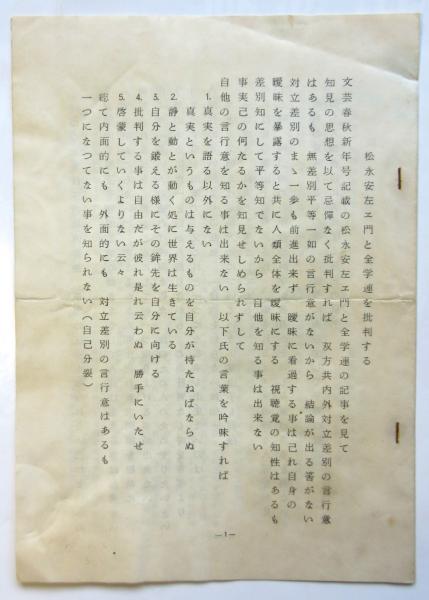 松永安左ヱ門と全学連を批判する
文芸春秋新年号記載の松永安左ヱ門と全学連の記事を見て
知見の思想を以て忌憚なく批判すれば 双方共内外対立差別の言行意
はあるも 無差別平等一如の言行意がないから 結論が出る筈がない
対立差別のまゝ一歩も前進出来ず 曖昧に看過する事は己れ自身の
曖昧を暴露すると共に人類全体を曖昧にする 視聴覚の知性はあるも
差別知にして平等知でないから 自他を知る事は出来ない
事実己の何たるかを知見せしめられずして
自他の言行意を知る事は出来ない 以下氏の言葉を吟味すれば
1.真実を語る以外にない
真実というものは与えるものを自分が待たねばならぬ
2.静と動とが動く処に世界は生きている
3.自分を鍛える様にその鉾先を自分に向ける
4.批判する事は自由だが彼れ是れ云わぬ 勝手にいたせ
5.啓蒙していくよりない云々
総て内面的にも 外面的にも 対立差別の言行意はあるも
一つになつてない事を知られない(自己分裂)
—1—